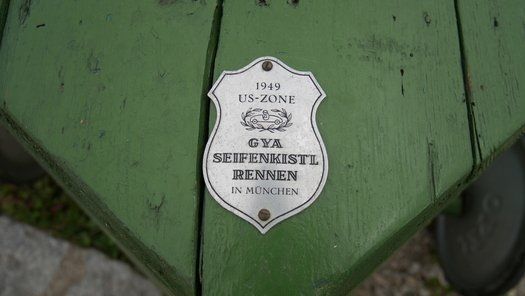 1949
US-ZONE
GYA
SEIFENKISTL
RENNEN
IN MÜNCHEN